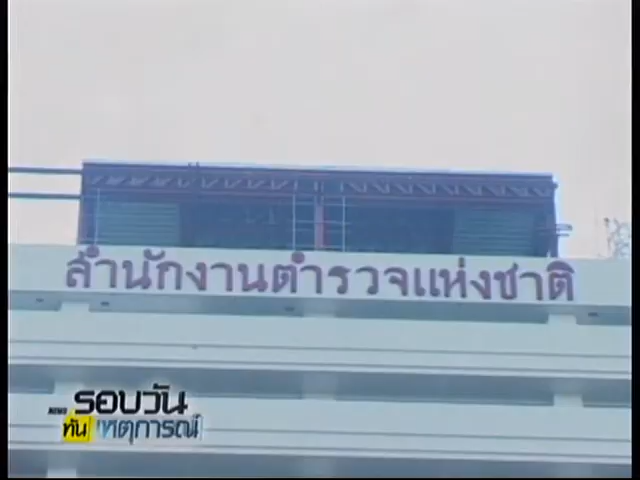 สำนักงานตำรวจแห่งชาติ
รอบวัน
ทันเหตุการณ์